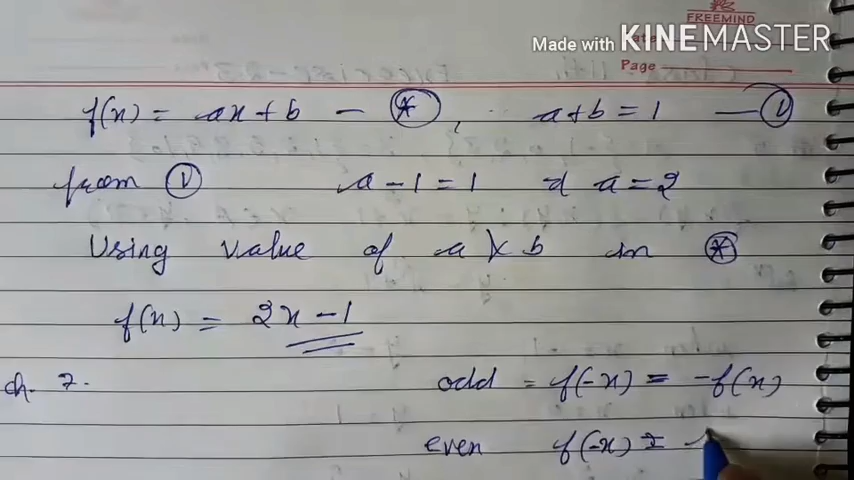 FREEMIND
Made with KINEMASTER
Page
f(x) = ax + b — * , a + b = 1 — 1
from 1 a - 1 = 1 ⇒ a = 2
Using value of a & b in *
f(x) = 2x - 1
Ch. 7. odd = f(-x) = -f(x)
even f(-x) =